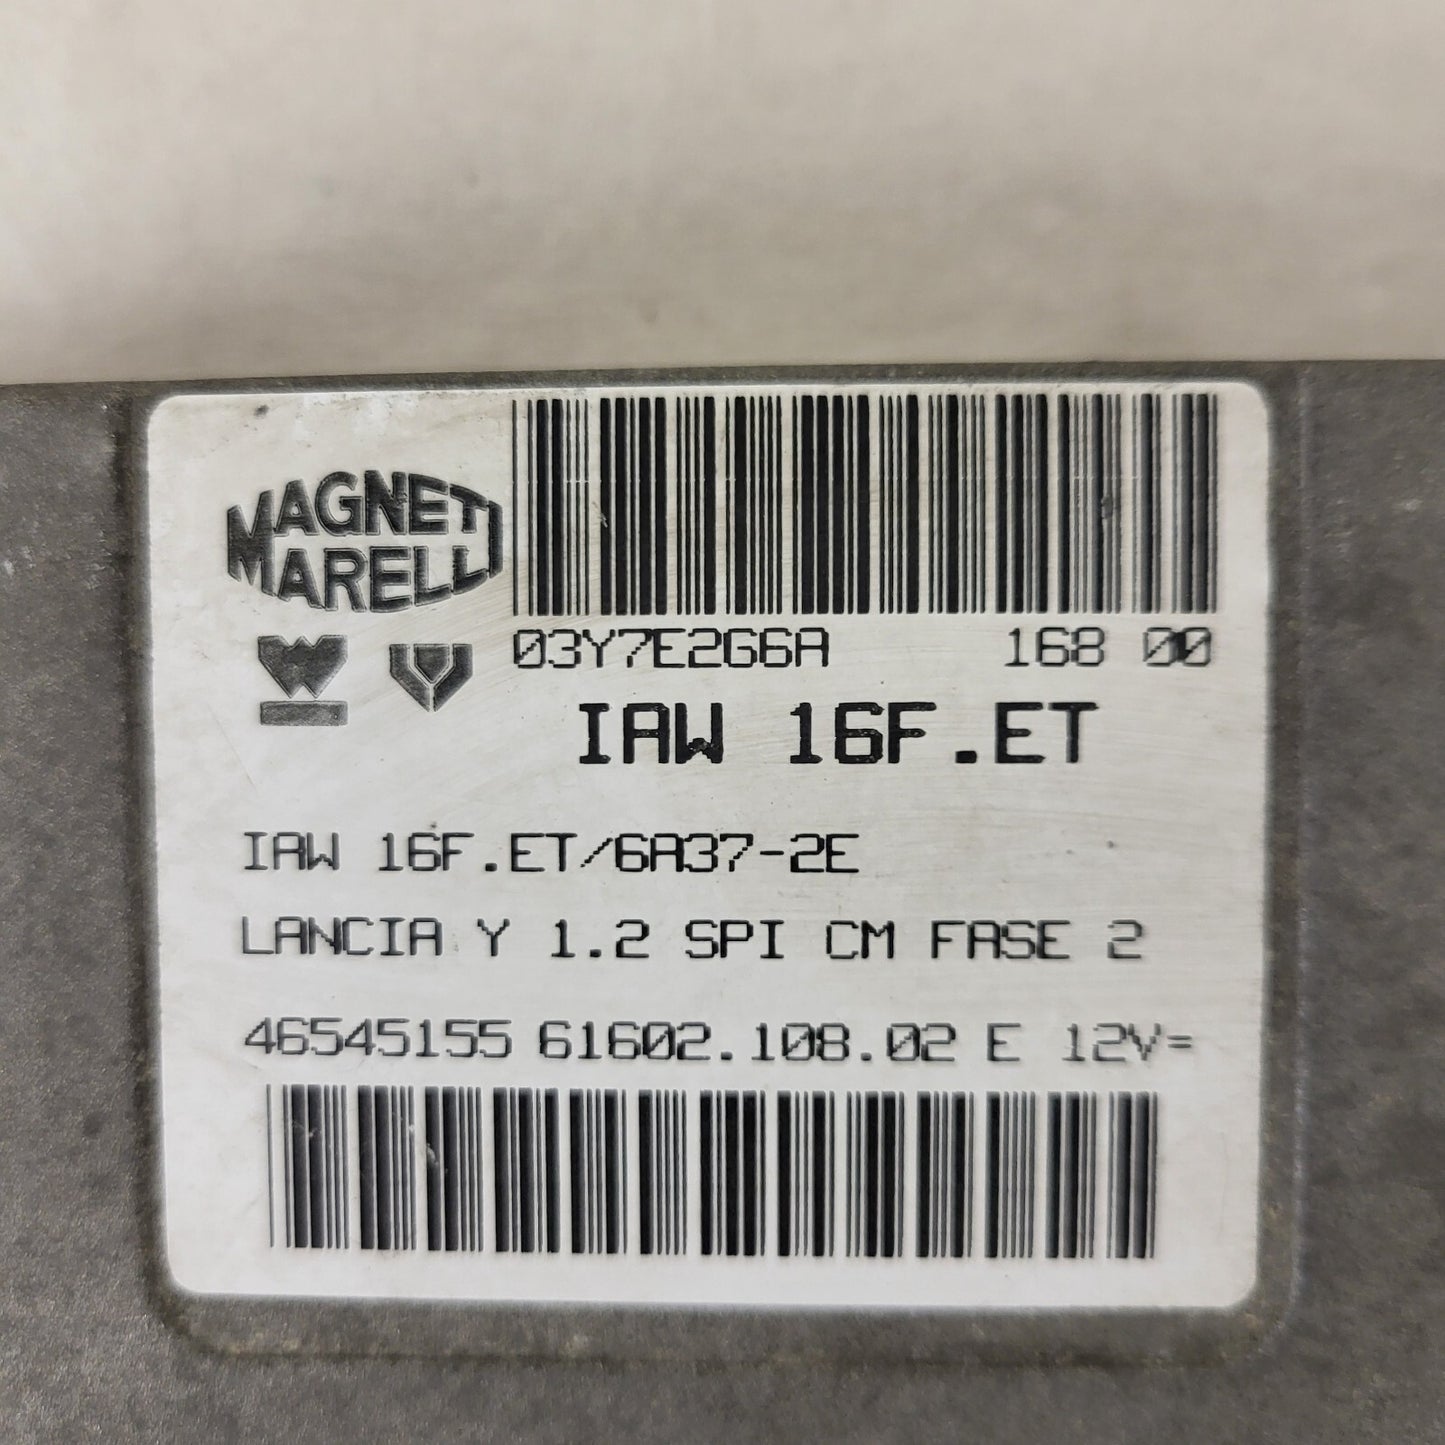 MAGNETI
MARELLI
03Y7E2G6A 168 00
IAW 16F.ET
IAW 16F.ET/6A37-2E
LANCIA Y 1.2 SPI CM FASE 2
46545155 61602.108.02 E 12V=